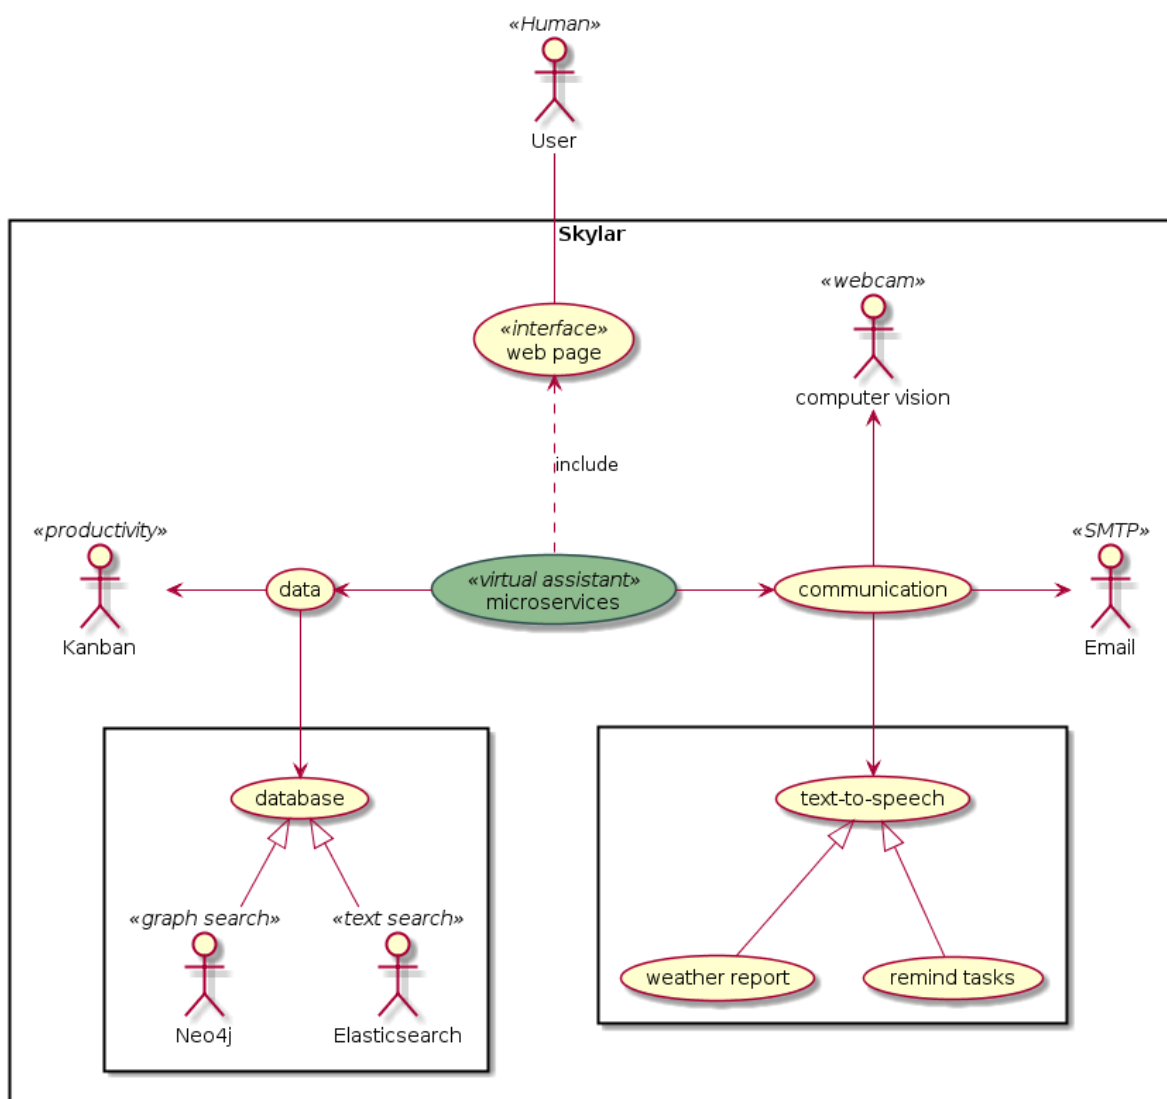 «Human»
User
Skylar
«webcam»
computer vision
«interface»
web page
include
«productivity»
Kanban
data
«virtual assistant»
microservices
communication
«SMTP»
Email
database
text-to-speech
«graph search»
Neo4j
«text search»
Elasticsearch
weather report
remind tasks